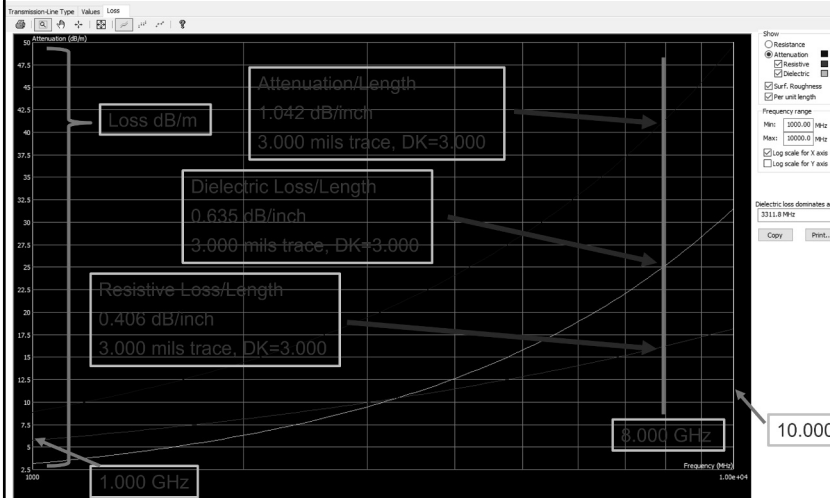 Transmission-Line Type Values Loss
Attenuation (dB/m)
50
47.5
45
42.5
40
37.5
35
32.5
30
27.5
25
22.5
20
17.5
15
12.5
10
7.5
5
2.5
1000
Frequency (MHz)
1.00e+04
Loss dB/m
Attenuation/Length
1.042 dB/inch
3.000 mils trace, DK=3.000
Dielectric Loss/Length
0.635 dB/inch
3.000 mils trace, DK=3.000
Resistive Loss/Length
0.406 dB/inch
3.000 mils trace, DK=3.000
1.000 GHz
8.000 GHz
10.000
Show
Resistance
Attenuation
Resistive
Dielectric
Surf. Roughness
Per unit length
Frequency range
Min: 1000.00 MHz
Max: 10000.0 MHz
Log scale for X axis
Log scale for Y axis
Dielectric loss dominates a
3311.8 MHz
Copy Print..